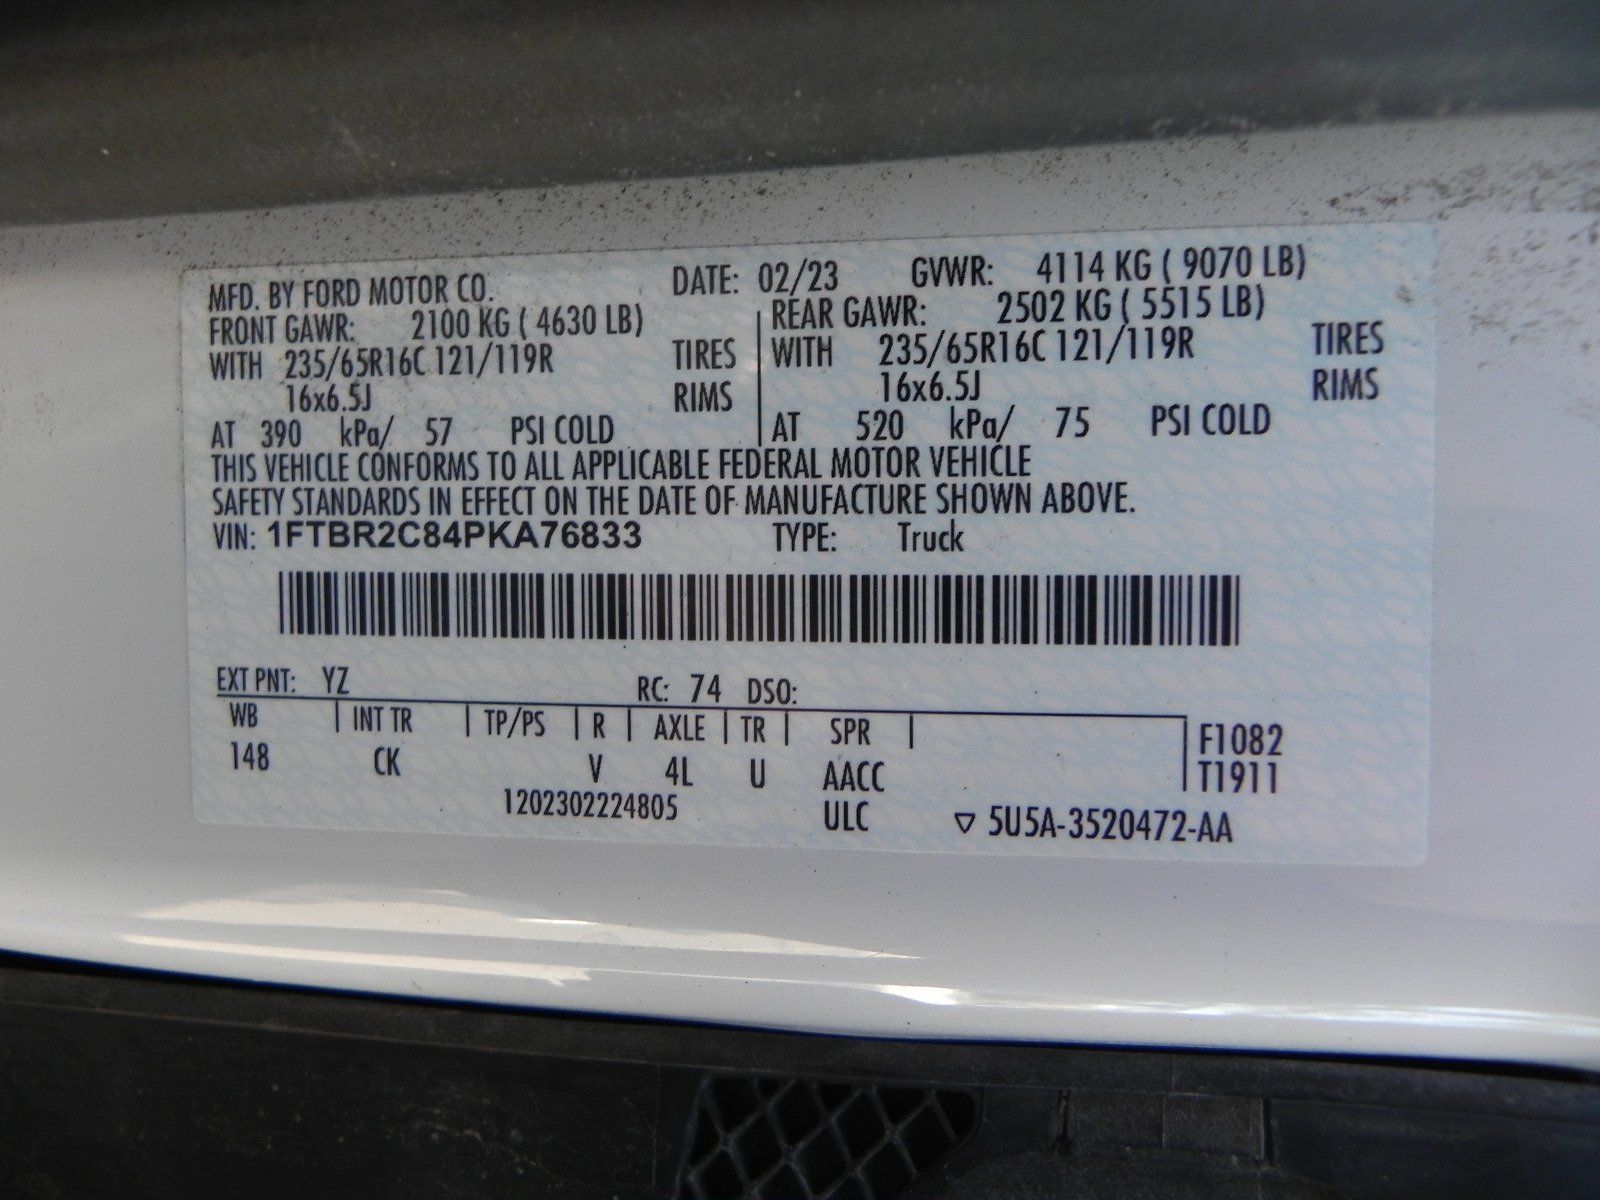 MFD. BY FORD MOTOR CO. DATE: 02/23 GVWR: 4114 KG ( 9070 LB)
FRONT GAWR: 2100 KG ( 4630 LB) REAR GAWR: 2502 KG ( 5515 LB)
WITH 235/65R16C 121/119R TIRES WITH 235/65R16C 121/119R TIRES
16x6.5J RIMS 16x6.5J RIMS
AT 390 kPa/ 57 PSI COLD AT 520 kPa/ 75 PSI COLD
THIS VEHICLE CONFORMS TO ALL APPLICABLE FEDERAL MOTOR VEHICLE
SAFETY STANDARDS IN EFFECT ON THE DATE OF MANUFACTURE SHOWN ABOVE.
VIN: 1FTBR2C84PKA76833 TYPE: Truck
EXT PNT: YZ RC: 74 DSO:
WB INT TR TP/PS R AXLE TR SPR F1082
148 CK V 4L U AACC T1911
1202302224805 ULC ▽ 5U5A-3520472-AA